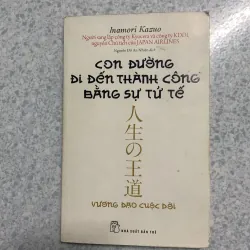 Inamori Kazuo
Người sáng lập công ty Kyocera và công ty KDDI,
nguyên Chủ tịch của JAPAN AIRLINES
CON ĐƯỜNG
ĐI ĐẾN THÀNH CÔNG
BẰNG SỰ TỬ TẾ
人生の王道
VƯƠNG ĐẠO CUỘC ĐỜI
NHÀ XUẤT BẢN TRẺ